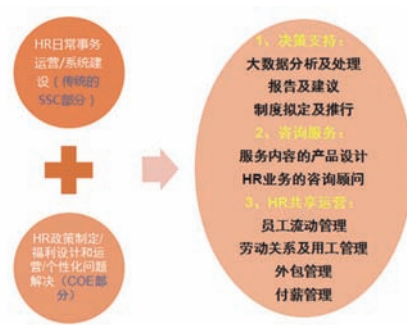 HR日常事务
运营/系统建
设（传统的
SSC部分）
HR政策制定/
福利设计和运
营/个性化问题
解决（COE部
分）
1、决策支持：
大数据分析及处理
报告及建议
制度拟定及推行
2、咨询服务：
服务内容的产品设计
HR业务的咨询顾问
3、HR共享运营：
员工流动管理
劳动关系及用工管理
外包管理
付薪管理